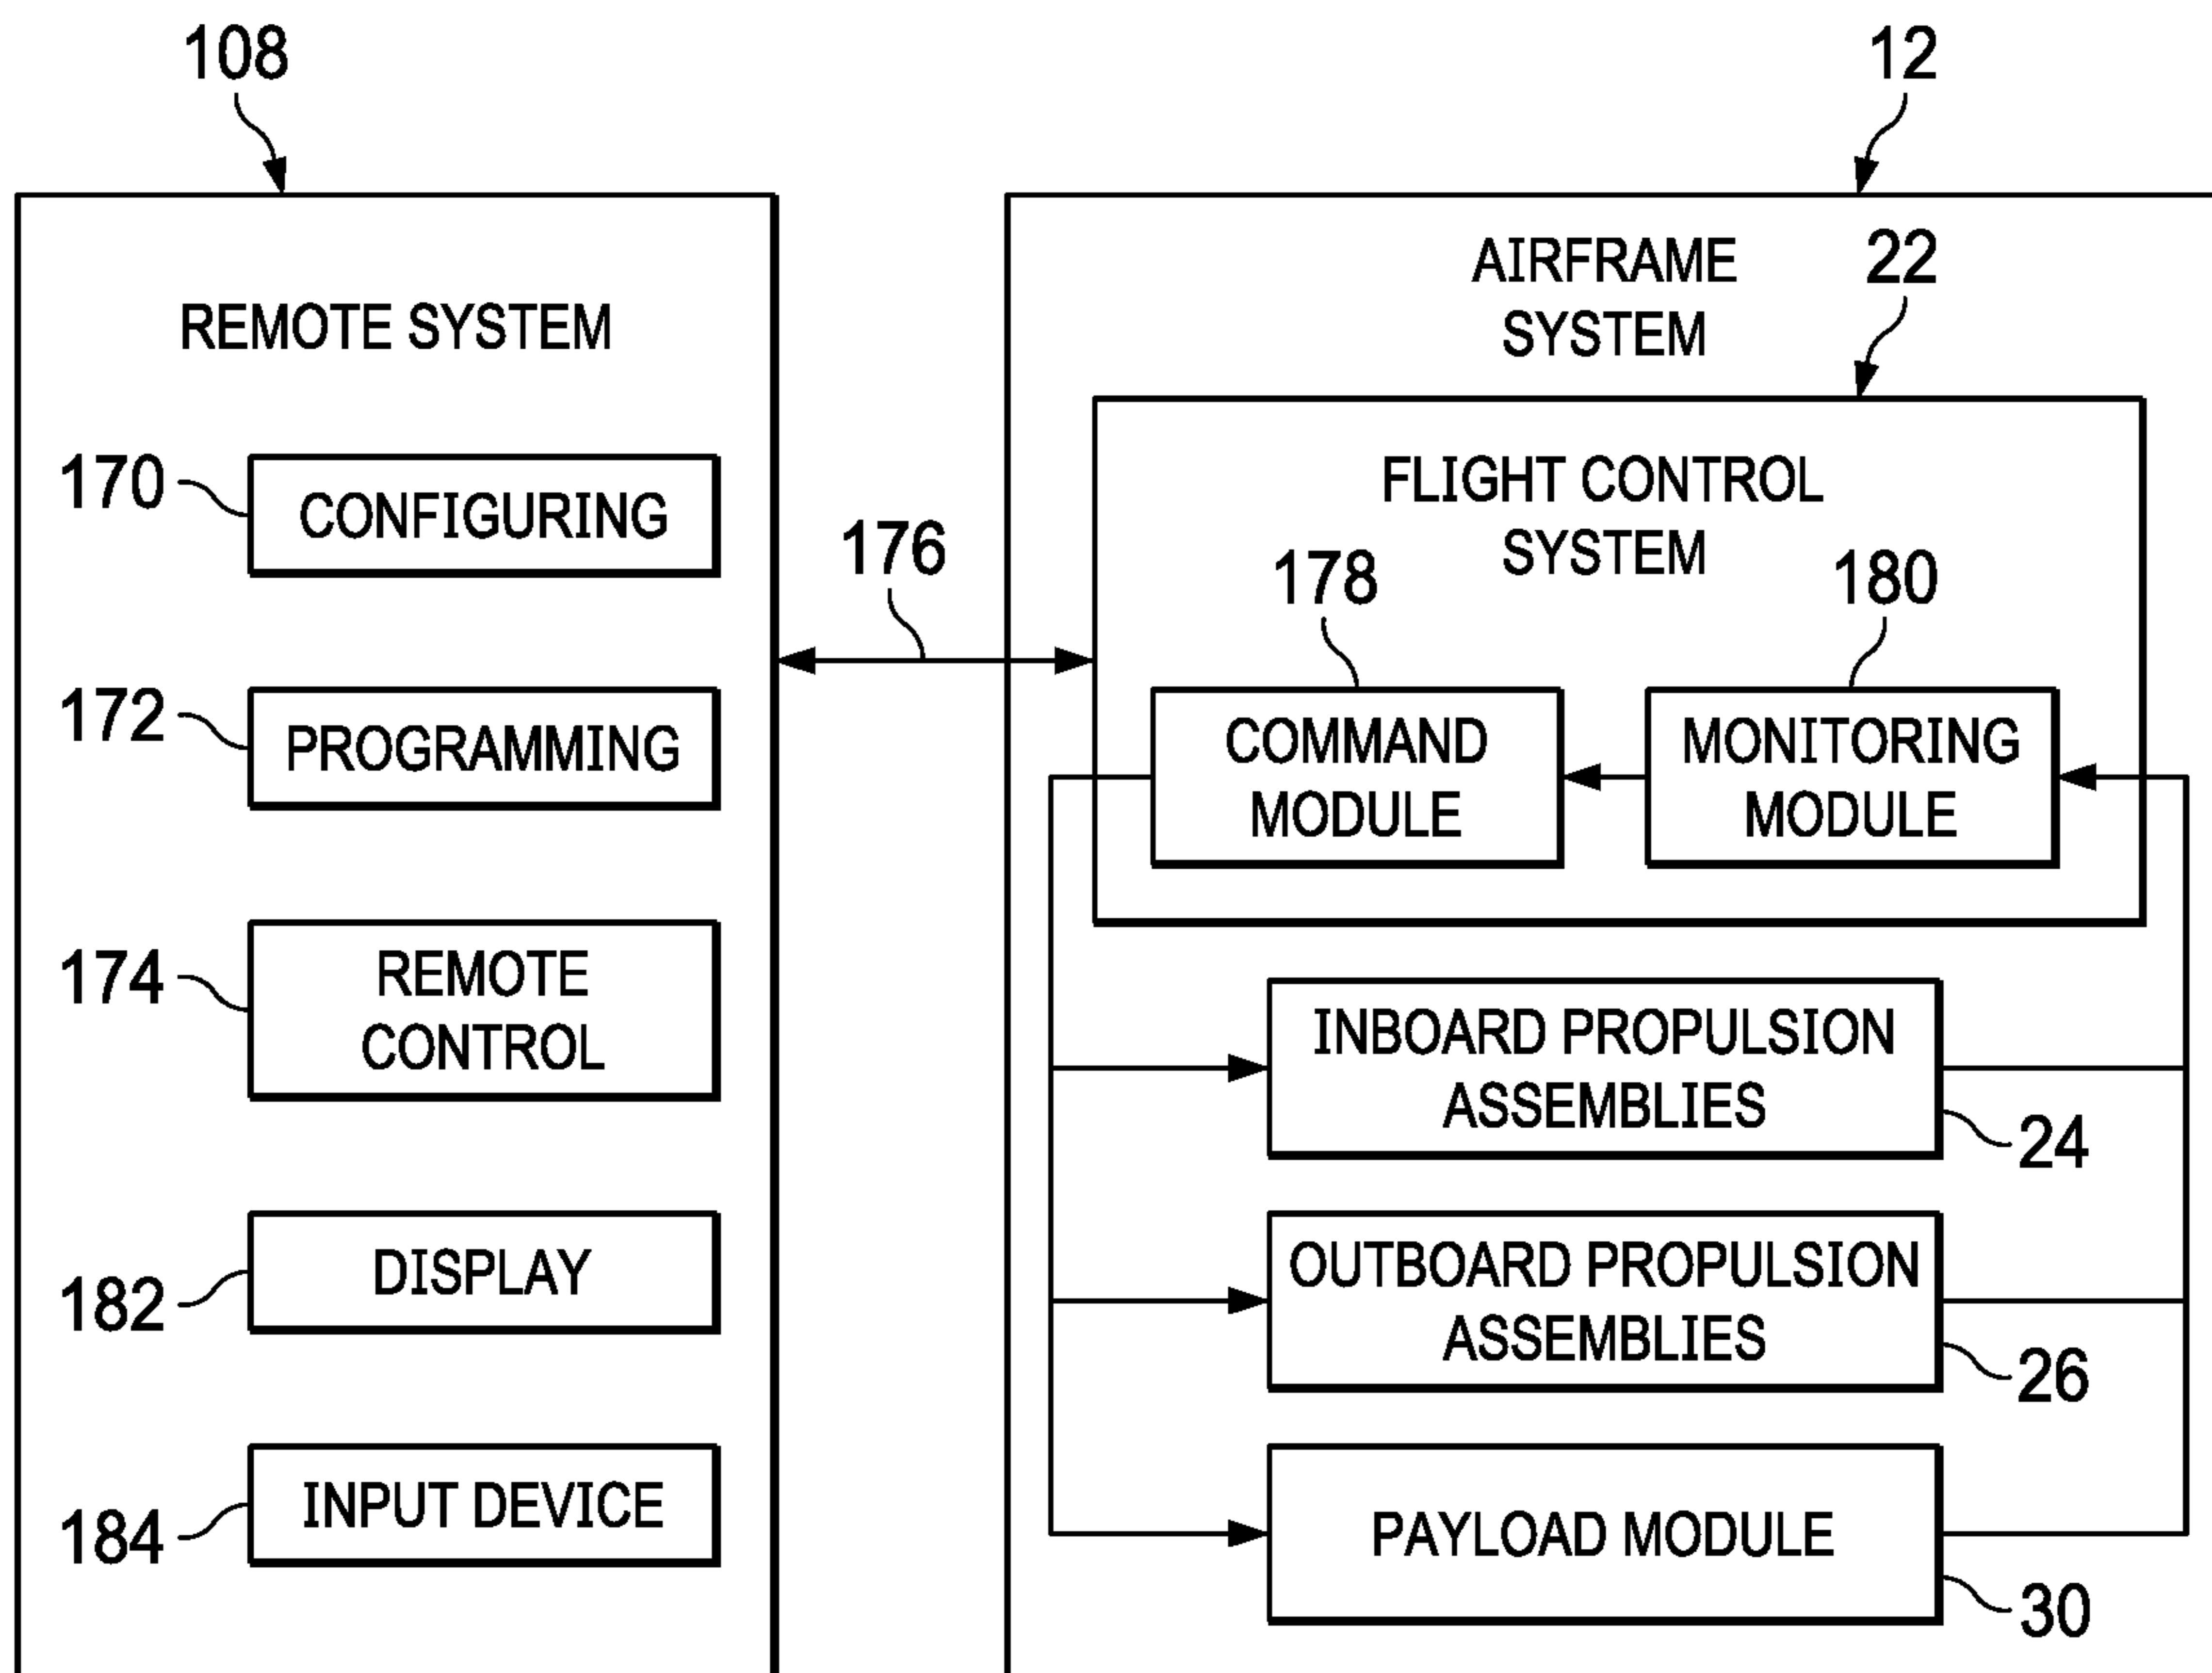 108
REMOTE SYSTEM
170
CONFIGURING
172
PROGRAMMING
174
REMOTE
CONTROL
182
DISPLAY
184
INPUT DEVICE
176
12
AIRFRAME
SYSTEM
22
FLIGHT CONTROL
SYSTEM
178
COMMAND
MODULE
180
MONITORING
MODULE
INBOARD PROPULSION
ASSEMBLIES
24
OUTBOARD PROPULSION
ASSEMBLIES
26
PAYLOAD MODULE
30